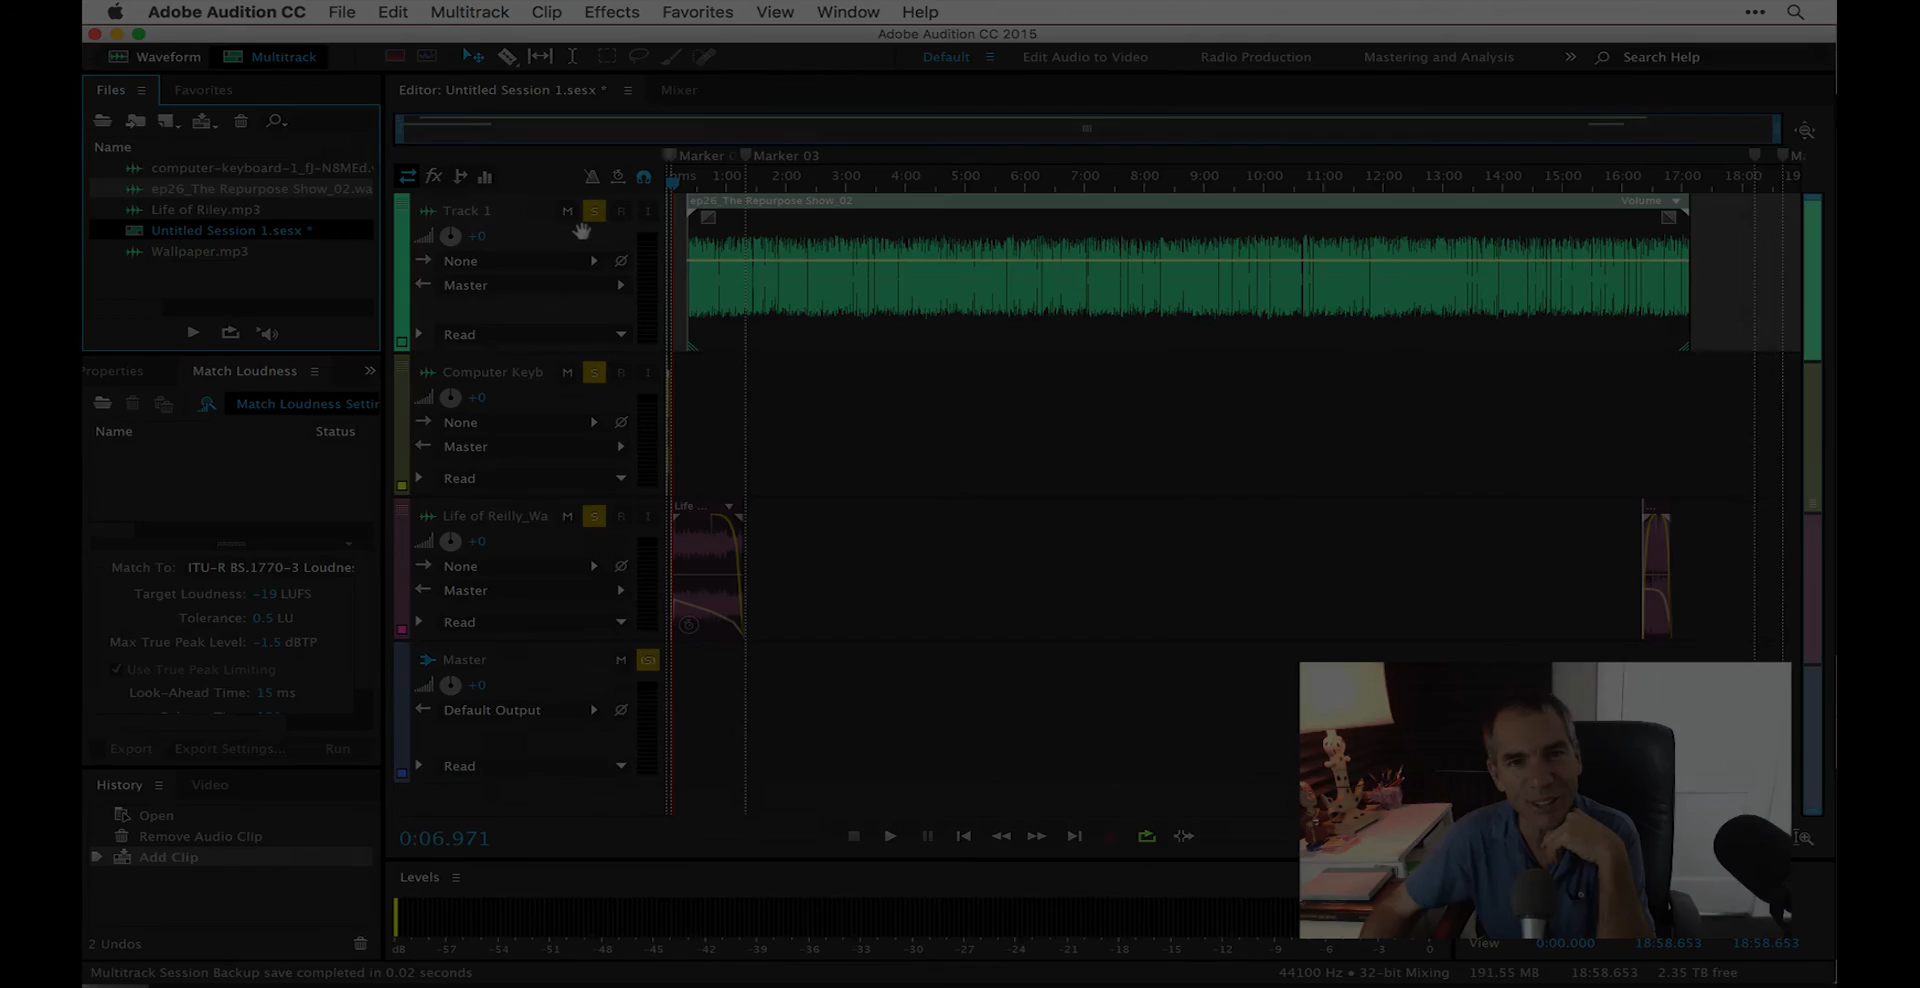 Adobe Audition CC File Edit Multitrack Clip Effects Favorites View Window Help
Adobe Audition CC 2015
Waveform Multitrack Default Edit Audio to Video Radio Production Mastering and Analysis Search Help
Files Favorites Editor: Untitled Session 1.sesx * Mixer
Name
computer-keyboard-1_fJ-N8MEd.
ep26_The Repurpose Show_02.wa
Life of Riley.mp3
Untitled Session 1.sesx *
Wallpaper.mp3
Properties Match Loudness
Match Loudness Settin
Name Status
Match To: ITU-R BS.1770-3 Loudne
Target Loudness: -19 LUFS
Tolerance: 0.5 LU
Max True Peak Level: -1.5 dBTP
Use True Peak Limiting
Look-Ahead Time: 15 ms
Export Export Settings... Run
History Video
Open
Remove Audio Clip
Add Clip
2 Undos
Marker Marker 03 M
ms 1:00 2:00 3:00 4:00 5:00 6:00 7:00 8:00 9:00 10:00 11:00 12:00 13:00 14:00 15:00 16:00 17:00 18:00 19
fx
ep26_The Repurpose Show_02 Volume
Track 1 M S R I
+0
None
Master
Read
Computer Keyb M S R I
+0
None
Master
Read
Life ... ...
Life of Reilly_Wa M S R I
+0
None
Master
Read
Master M (S)
+0
Default Output
Read
0:06.971
Levels
dB -57 -54 -51 -48 -45 -42 -39 -36 -33 -30 -27 -24 -21 -18 -15 -12 -9 -6 -3 0
View 0:00.000 18:58.653 18:58.653
Multitrack Session Backup save completed in 0.02 seconds 44100 Hz • 32-bit Mixing 191.55 MB 18:58.653 2.35 TB free